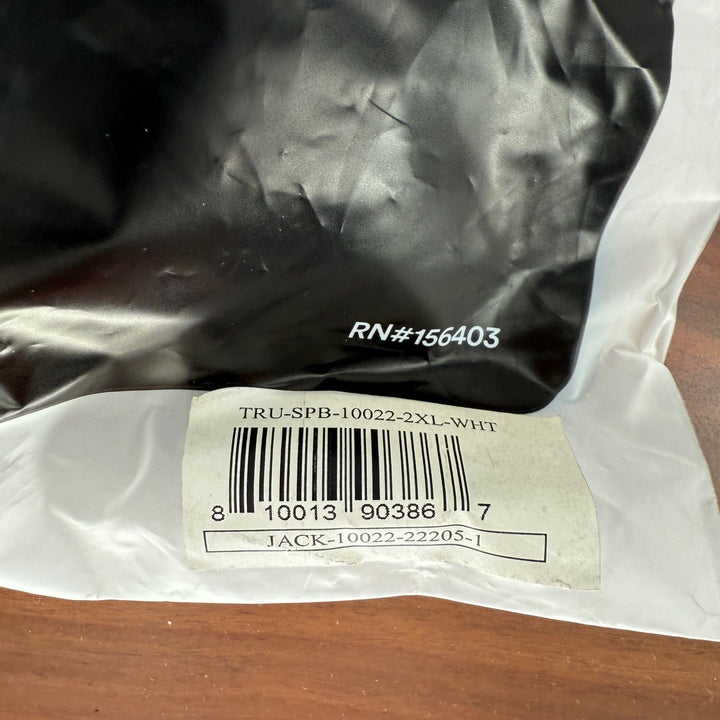 RN#156403
TRU-SPB-10022-2XL-WHT
8 10013 90386 7
JACK-10022-22205-1